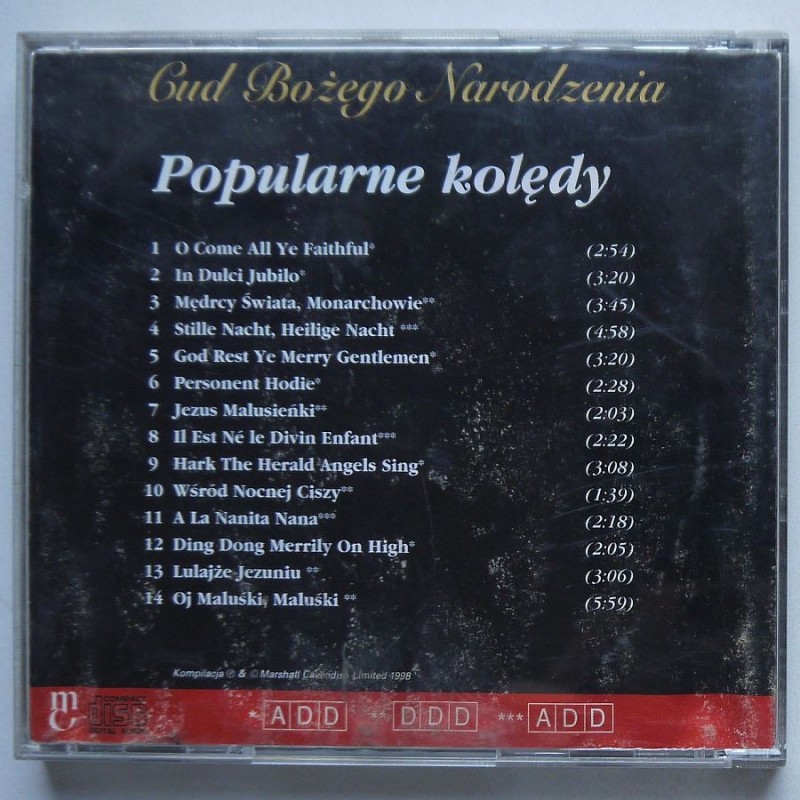 Cud Bożego Narodzenia
Popularne kolędy
1 O Come All Ye Faithful* (2:54)
2 In Dulci Jubilo* (3:20)
3 Mędrcy Świata, Monarchowie** (3:45)
4 Stille Nacht, Heilige Nacht *** (4:58)
5 God Rest Ye Merry Gentlemen* (3:20)
6 Personent Hodie* (2:28)
7 Jezus Malusieńki** (2:03)
8 Il Est Né le Divin Enfant*** (2:22)
9 Hark The Herald Angels Sing* (3:08)
10 Wśród Nocnej Ciszy** (1:39)
11 A La Nanita Nana*** (2:18)
12 Ding Dong Merrily On High* (2:05)
13 Lulajże Jezuniu ** (3:06)
14 Oj Maluśki, Maluśki ** (5:59)
Kompilacja ℗ & © Marshall Cavendish Limited 1998
mc COMPACT disc DIGITAL AUDIO *ADD **DDD ***ADD